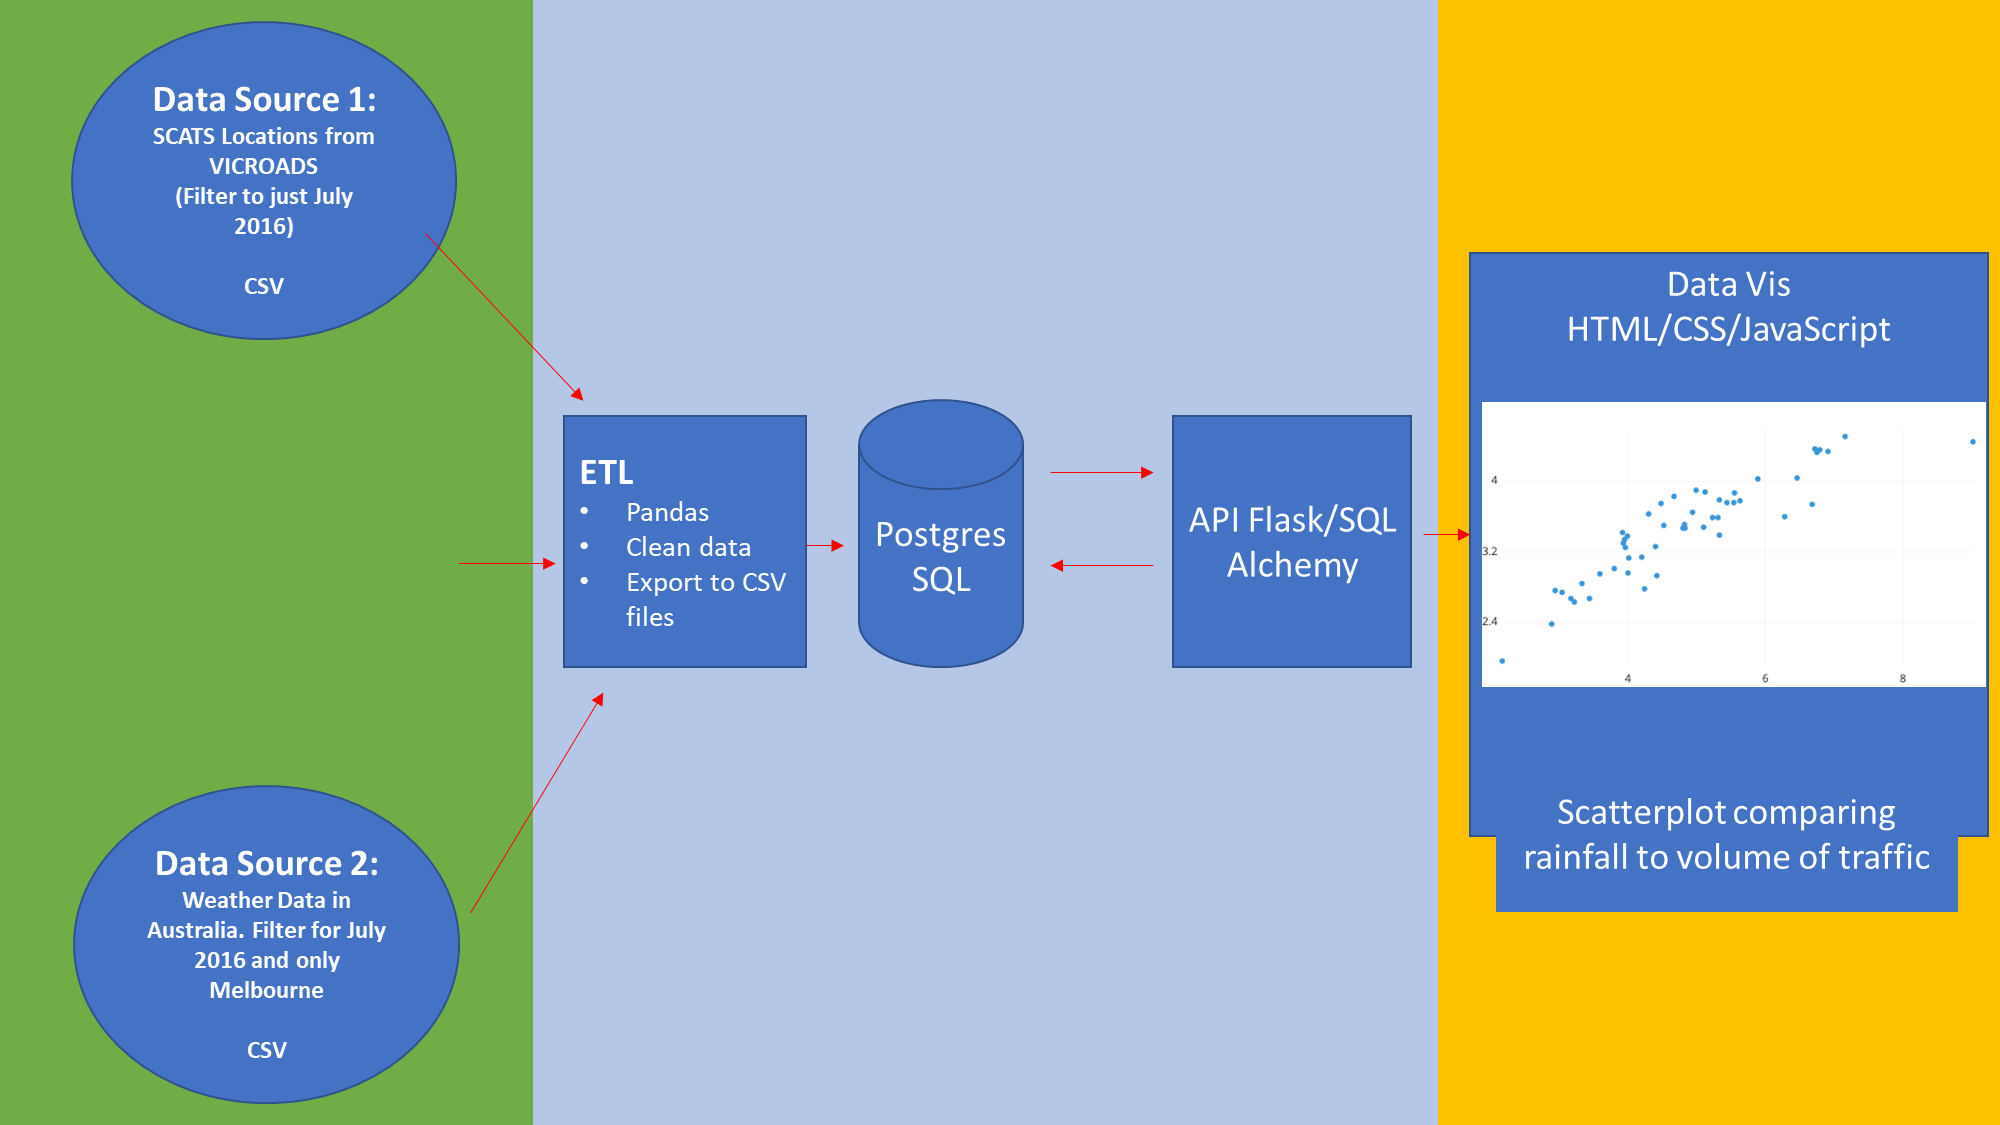 Data Source 1:
SCATS Locations from
VICROADS
(Filter to just July
2016)
CSV
Data Source 2:
Weather Data in
Australia. Filter for July
2016 and only
Melbourne
CSV
ETL
• Pandas
• Clean data
• Export to CSV
files
Postgres
SQL
API Flask/SQL
Alchemy
Data Vis
HTML/CSS/JavaScript
4
3.2
2.4
4 6 8
Scatterplot comparing
rainfall to volume of traffic